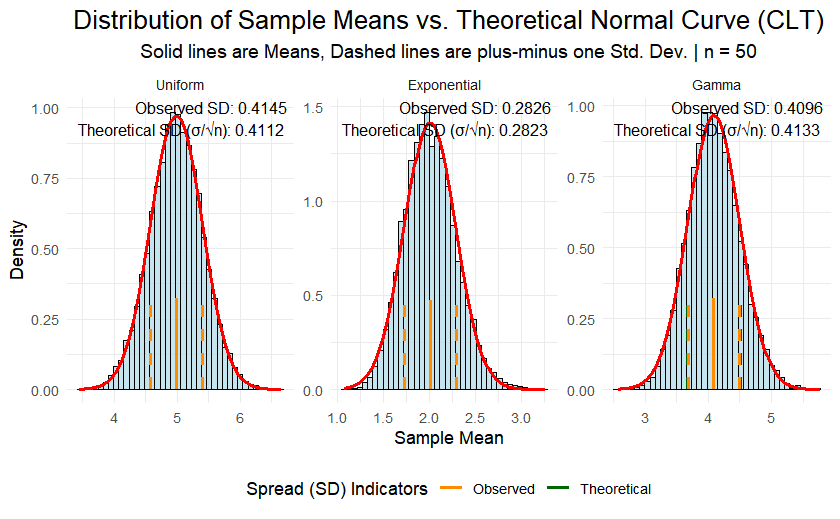 Distribution of Sample Means vs. Theoretical Normal Curve (CLT)
Solid lines are Means, Dashed lines are plus-minus one Std. Dev. | n = 50
Uniform
Exponential
Gamma
Observed SD: 0.4145
Theoretical SD (σ/√n): 0.4112
Observed SD: 0.2826
Theoretical SD (σ/√n): 0.2823
Observed SD: 0.4096
Theoretical SD (σ/√n): 0.4133
Density
1.00
0.75
0.50
0.25
0.00
4 5 6
1.5
1.0
0.5
0.0
1.0 1.5 2.0 2.5 3.0
1.00
0.75
0.50
0.25
0.00
3 4 5
Sample Mean
Spread (SD) Indicators Observed Theoretical